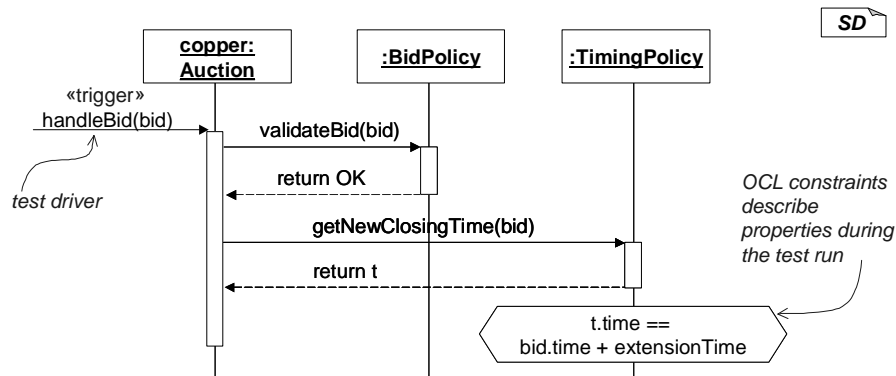 SD
copper:
Auction
:BidPolicy
:TimingPolicy
«trigger»
handleBid(bid)
validateBid(bid)
return OK
test driver
OCL constraints
describe
properties during
the test run
getNewClosingTime(bid)
return t
t.time ==
bid.time + extensionTime